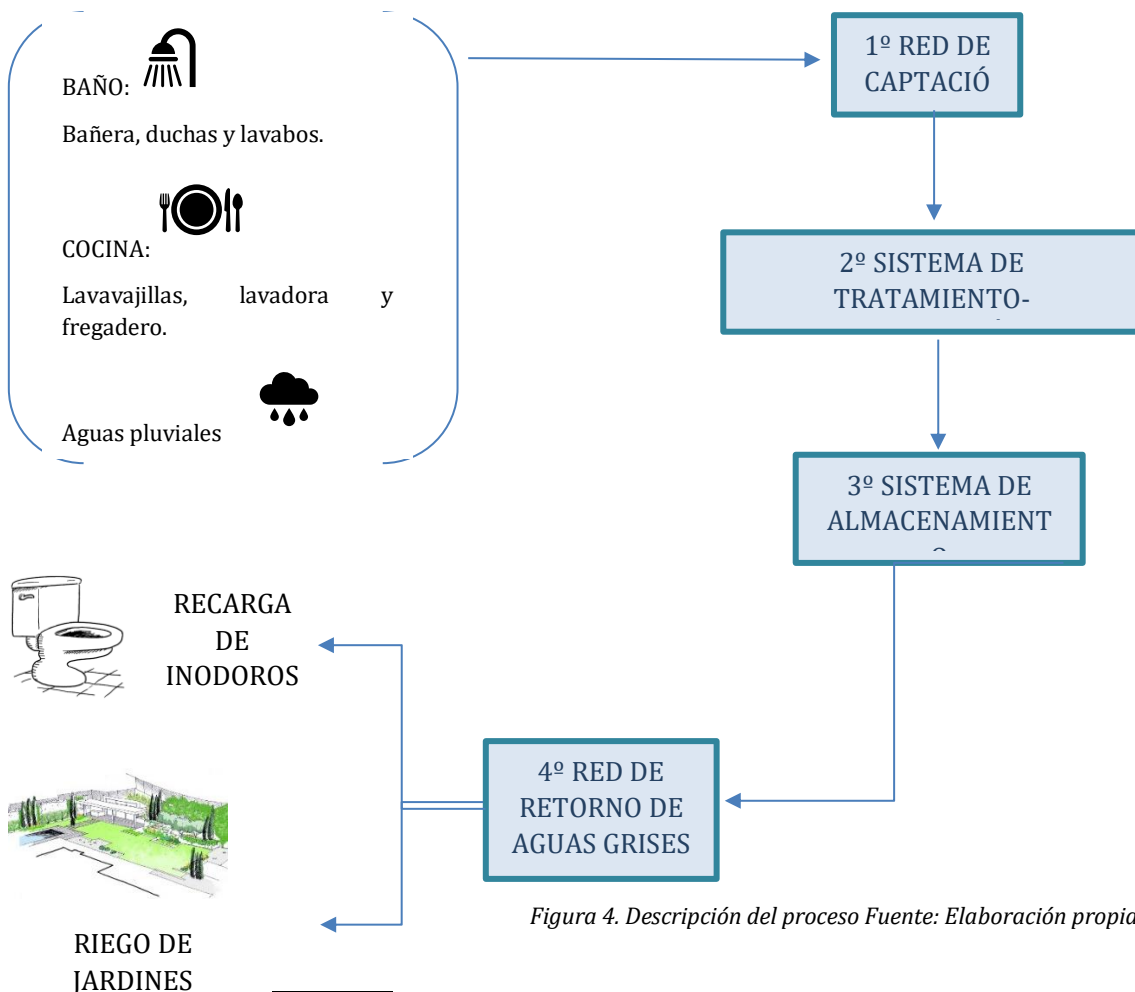 BAÑO:
Bañera, duchas y lavabos.
COCINA:
Lavavajillas, lavadora y
fregadero.
Aguas pluviales
1º RED DE
CAPTACIÓ
2º SISTEMA DE
TRATAMIENTO-
3º SISTEMA DE
ALMACENAMIENT
4º RED DE
RETORNO DE
AGUAS GRISES
RECARGA
DE
INODOROS
RIEGO DE
JARDINES
Figura 4. Descripción del proceso Fuente: Elaboración propia